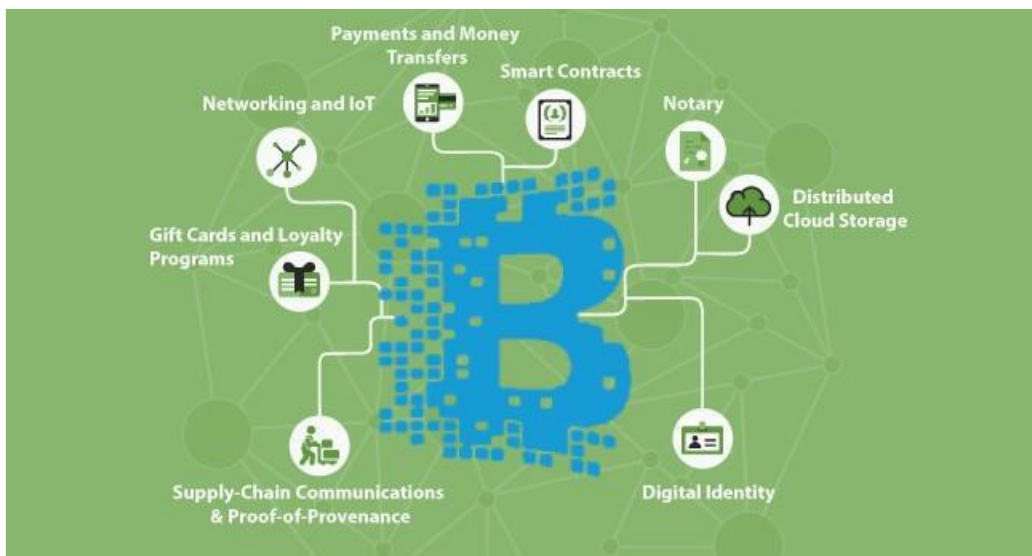 Payments and Money
Transfers
Smart Contracts
Networking and IoT
Notary
Distributed
Cloud Storage
Gift Cards and Loyalty
Programs
Supply-Chain Communications
& Proof-of-Provenance
Digital Identity